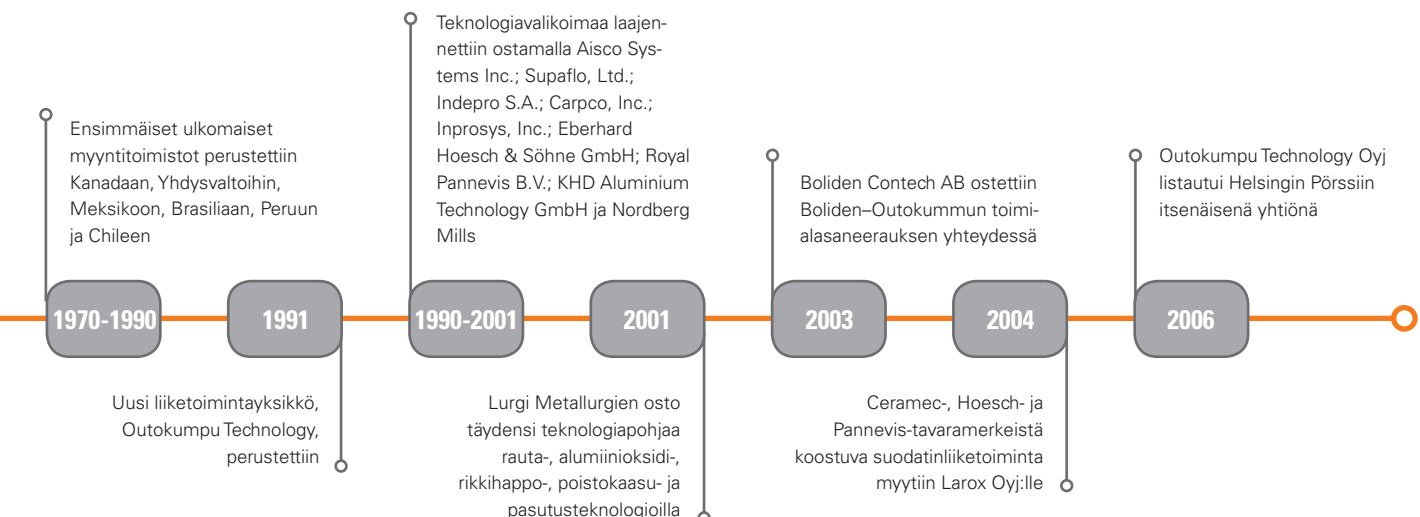 Ensimmäiset ulkomaiset
myyntitoimistot perustettiin
Kanadaan, Yhdysvaltoihin,
Meksikoon, Brasiliaan, Peruun
ja Chileen
1970-1990
1991
Uusi liiketoimintayksikkö,
Outokumpu Technology,
perustettiin
Teknologiavalikoimaa laajen-
nettiin ostamalla Aisco Sys-
tems Inc.; Supaflo, Ltd.;
Indepro S.A.; Carpco, Inc.;
Inprosys, Inc.; Eberhard
Hoesch & Söhne GmbH; Royal
Pannevis B.V.; KHD Aluminium
Technology GmbH ja Nordberg
Mills
1990-2001
2001
Lurgi Metallurgien osto
täydensi teknologiapohjaa
rauta-, alumiinioksidi-,
rikkihappo-, poistokaasu- ja
pasutusteknologioilla
Boliden Contech AB ostettiin
Boliden–Outokummun toimi-
alasaneerauksen yhteydessä
2003
2004
Ceramec-, Hoesch- ja
Pannevis-tavaramerkeistä
koostuva suodatinliiketoiminta
myytiin Larox Oyj:lle
Outokumpu Technology Oyj
listautui Helsingin Pörssiin
itsenäisenä yhtiönä
2006